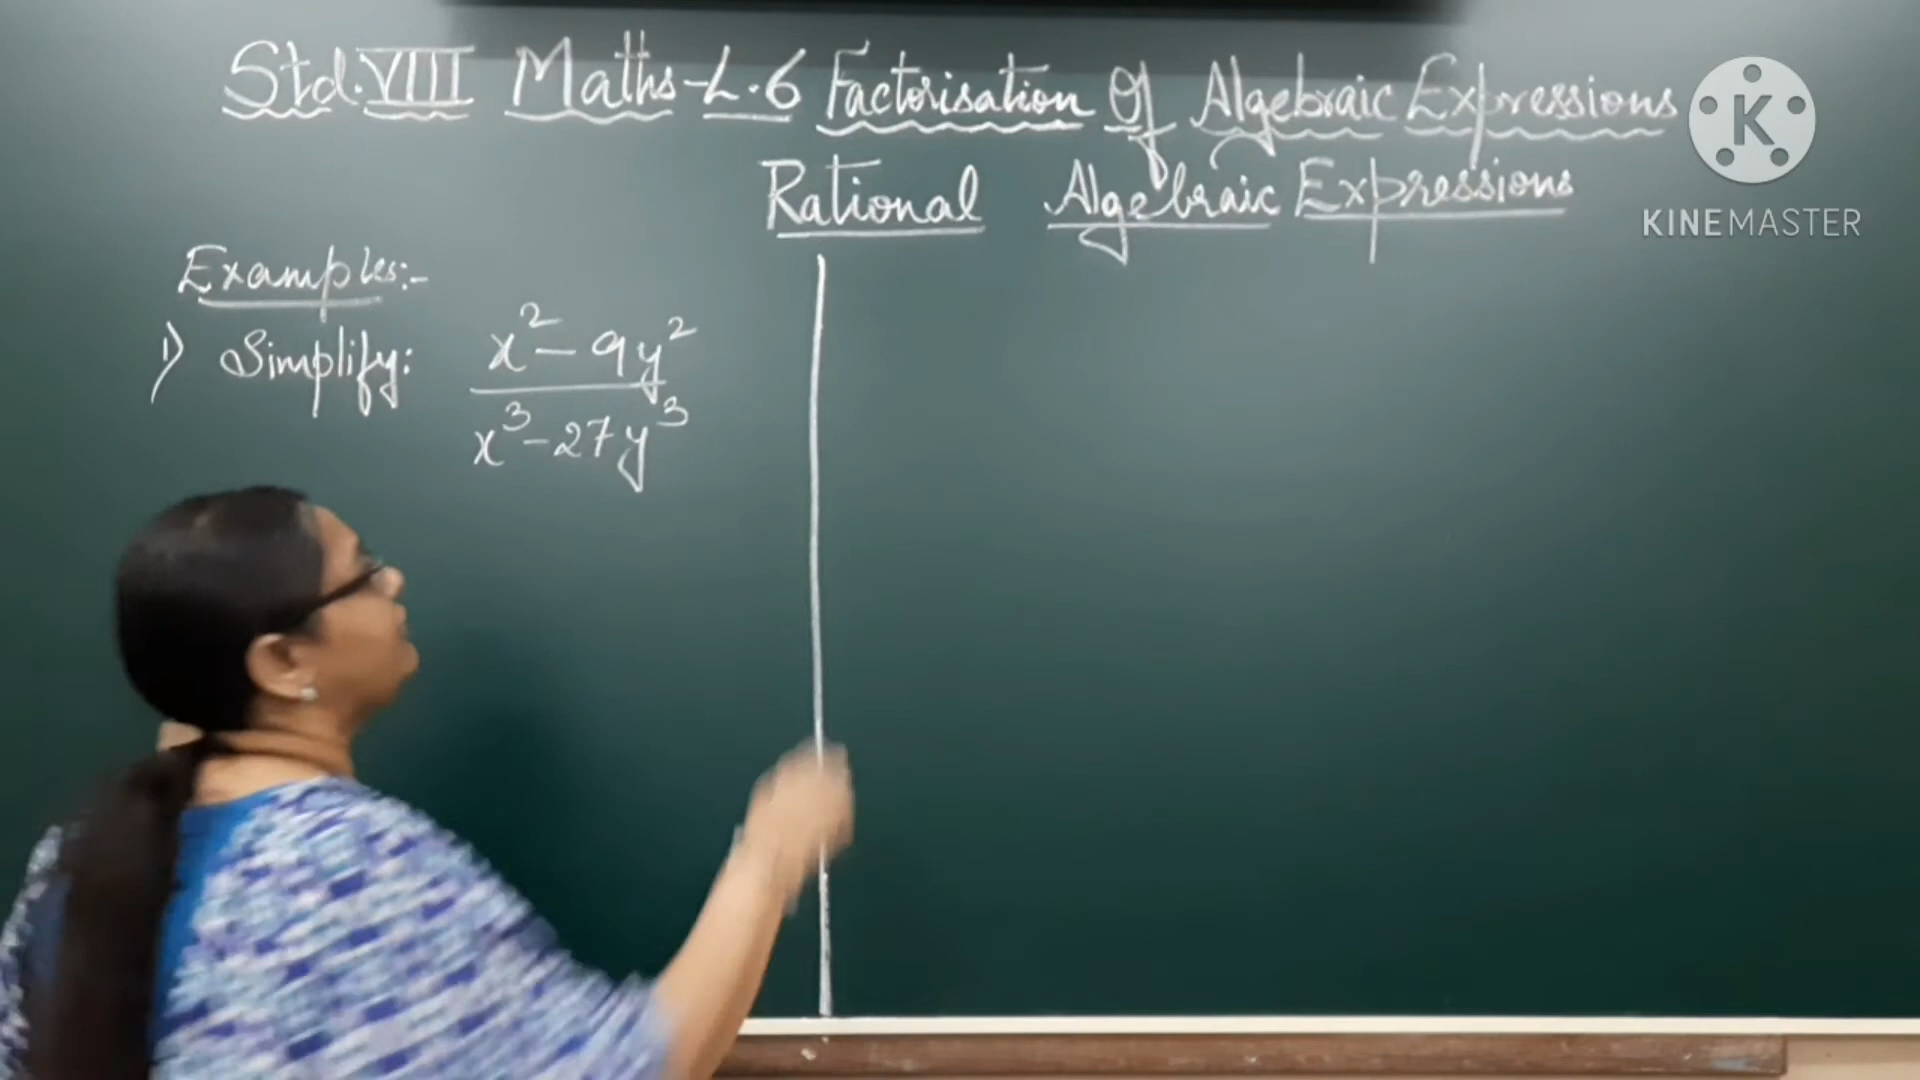 Std. VIII Maths-L.6 Factorisation Of Algebraic Expressions
Rational Algebraic Expressions
K
KINEMASTER
Examples:-
1) Simplify: x² - 9y²
x³ - 27y³